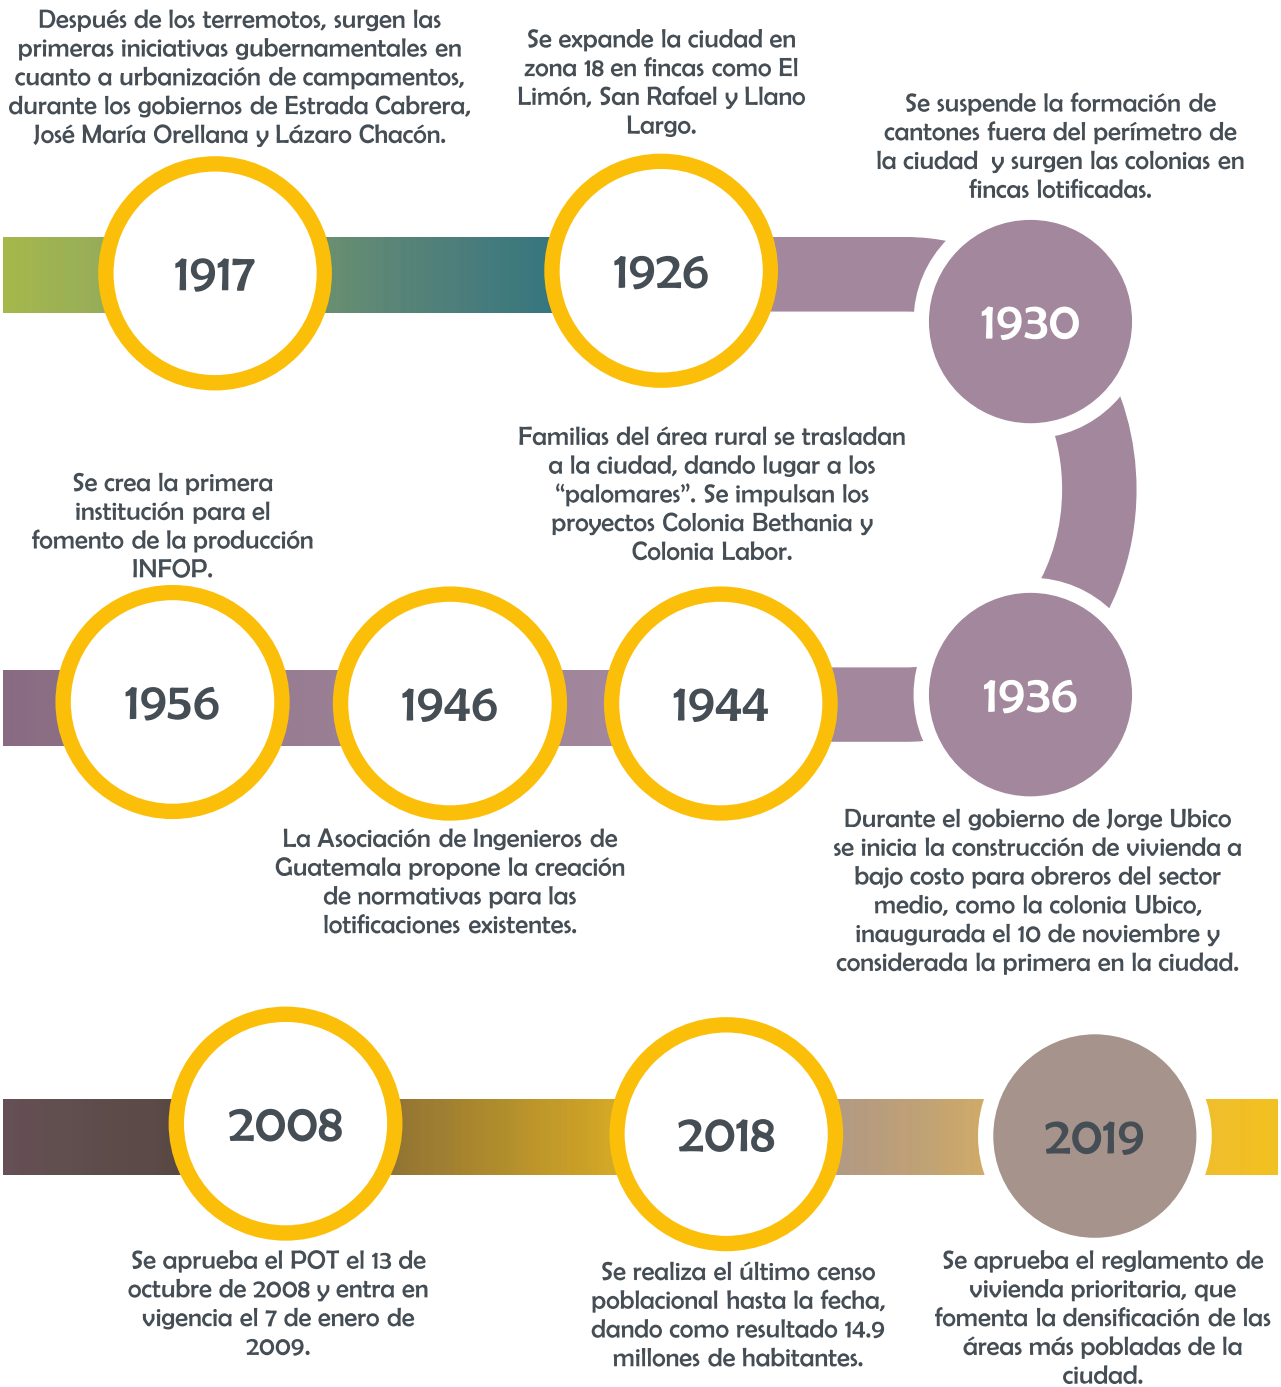 Después de los terremotos, surgen las
primeras iniciativas gubernamentales en
cuanto a urbanización de campamentos,
durante los gobiernos de Estrada Cabrera,
José María Orellana y Lázaro Chacón.
1917
Se expande la ciudad en
zona 18 en fincas como El
Limón, San Rafael y Llano
Largo.
1926
Se suspende la formación de
cantones fuera del perímetro de
la ciudad y surgen las colonias en
fincas lotificadas.
1930
1936
Durante el gobierno de Jorge Ubico
se inicia la construcción de vivienda a
bajo costo para obreros del sector
medio, como la colonia Ubico,
inaugurada el 10 de noviembre y
considerada la primera en la ciudad.
Familias del área rural se trasladan
a la ciudad, dando lugar a los
“palomares”. Se impulsan los
proyectos Colonia Bethania y
Colonia Labor.
1944
1946
La Asociación de Ingenieros de
Guatemala propone la creación
de normativas para las
lotificaciones existentes.
Se crea la primera
institución para el
fomento de la producción
INFOP.
1956
2008
Se aprueba el POT el 13 de
octubre de 2008 y entra en
vigencia el 7 de enero de
2009.
2018
Se realiza el último censo
poblacional hasta la fecha,
dando como resultado 14.9
millones de habitantes.
2019
Se aprueba el reglamento de
vivienda prioritaria, que
fomenta la densificación de las
áreas más pobladas de la
ciudad.